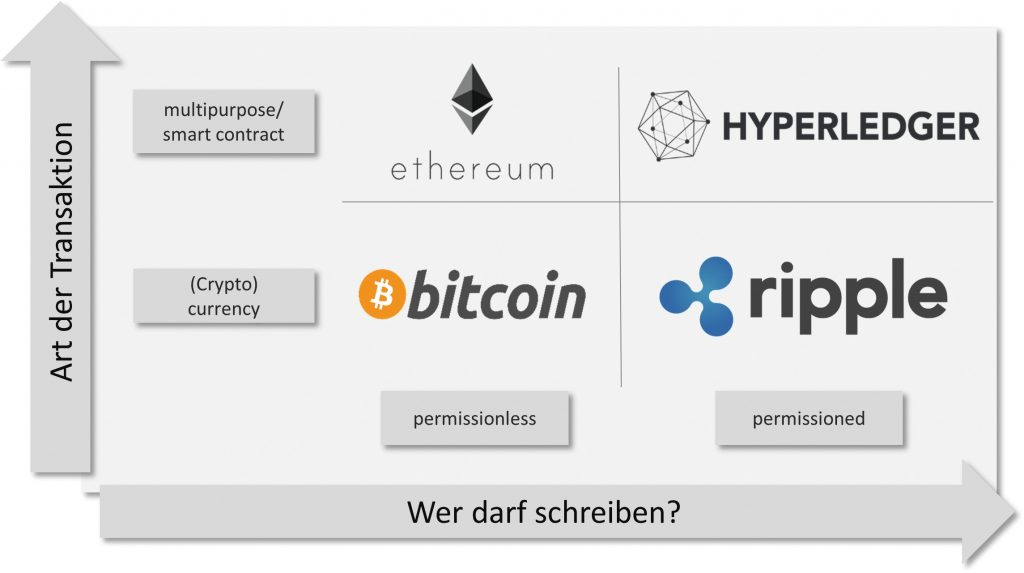 Art der Transaktion
multipurpose/
smart contract
ethereum
HYPERLEDGER
(Crypto)
currency
bitcoin
ripple
permissionless
permissioned
Wer darf schreiben?